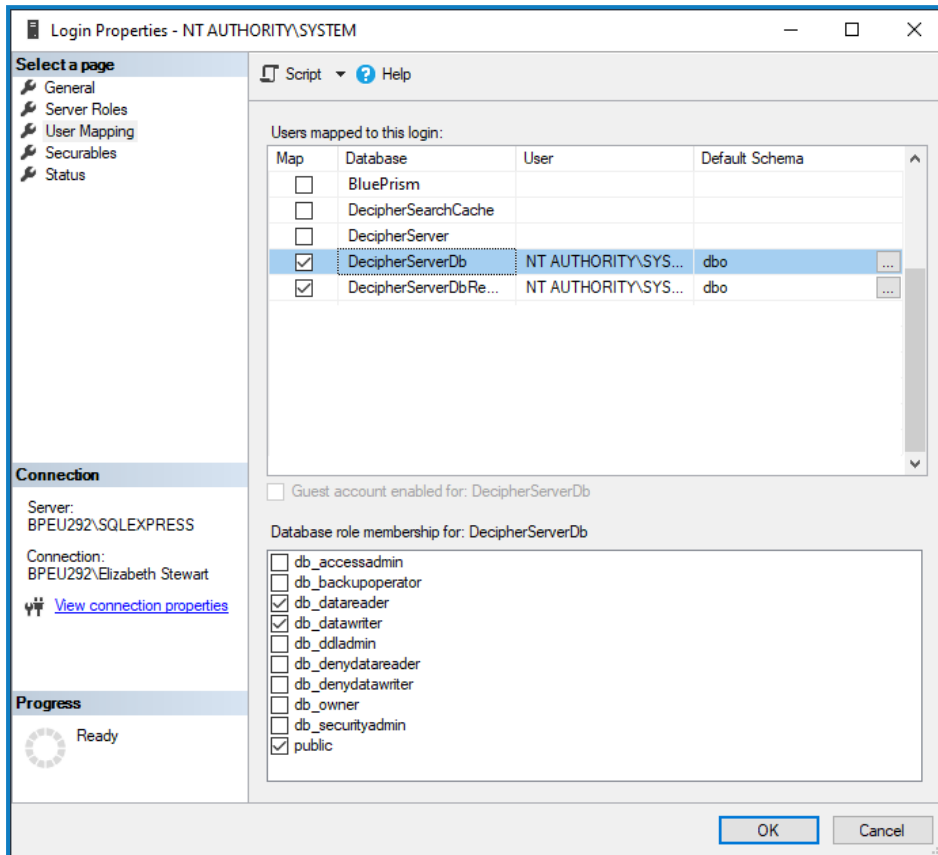 Login Properties - NT AUTHORITY\SYSTEM
Select a page
General
Server Roles
User Mapping
Securables
Status
Script
Help
Users mapped to this login:
Map Database User Default Schema
BluePrism
DecipherSearchCache
DecipherServer
DecipherServerDb NT AUTHORITY\SYS... dbo ...
DecipherServerDbRe... NT AUTHORITY\SYS... dbo ...
Guest account enabled for: DecipherServerDb
Connection
Server:
BPEU292\SQLEXPRESS
Connection:
BPEU292\Elizabeth Stewart
View connection properties
Database role membership for: DecipherServerDb
db_accessadmin
db_backupoperator
db_datareader
db_datawriter
db_ddladmin
db_denydatareader
db_denydatawriter
db_owner
db_securityadmin
public
Progress
Ready
OK Cancel